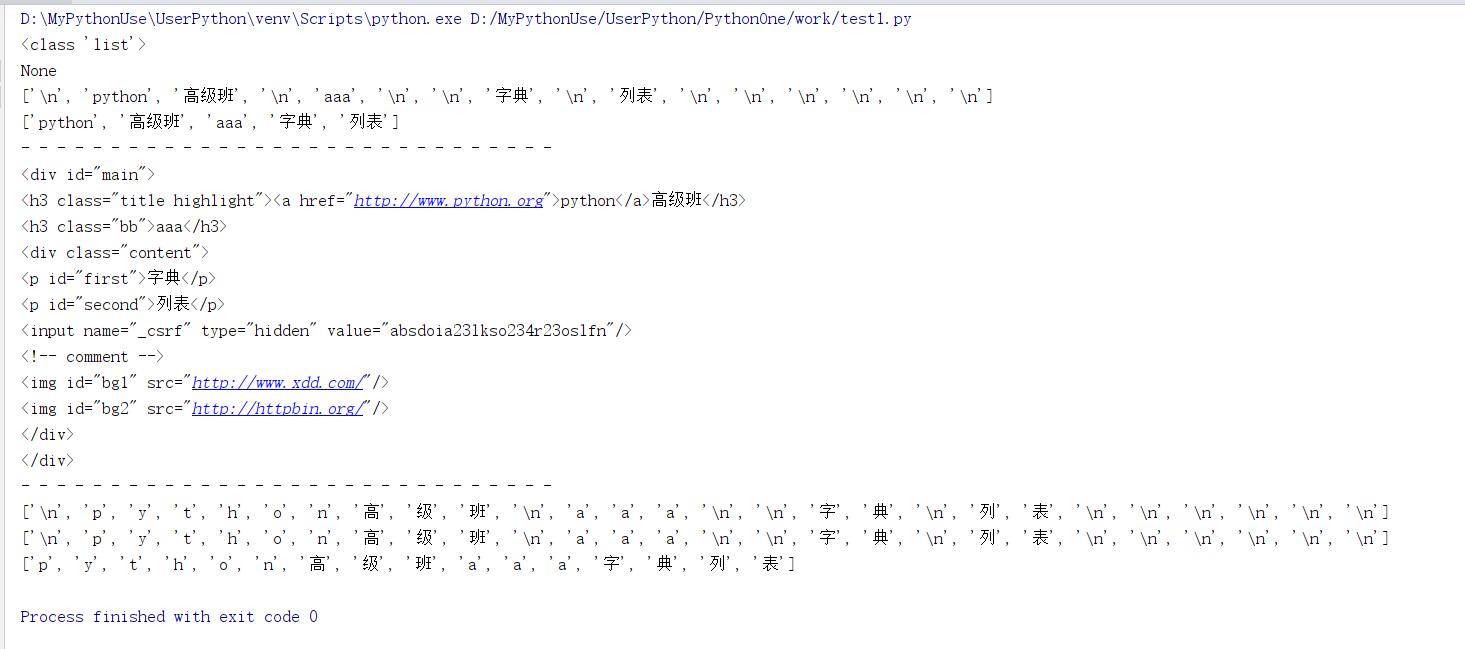 D:\MyPythonUse\UserPython\venv\Scripts\python.exe D:/MyPythonUse/UserPython/PythonOne/work/test1.py
<class 'list'>
None
['\n', 'python', '高级班', '\n', 'aaa', '\n', '\n', '字典', '\n', '列表', '\n', '\n', '\n', '\n', '\n', '\n']
['python', '高级班', 'aaa', '字典', '列表']
- - - - - - - - - - - - - - - - - - - - - - - - - - - - - -
<div id="main">
<h3 class="title highlight"><a href="http://www.python.org">python</a>高级班</h3>
<h3 class="bb">aaa</h3>
<div class="content">
<p id="first">字典</p>
<p id="second">列表</p>
<input name="_csrf" type="hidden" value="absdoia23lkso234r23oslfn"/>
<!-- comment -->
<img id="bg1" src="http://www.xdd.com/"/>
<img id="bg2" src="http://httpbin.org/"/>
</div>
</div>
- - - - - - - - - - - - - - - - - - - - - - - - - - - - - -
['\n', 'p', 'y', 't', 'h', 'o', 'n', '高', '级', '班', '\n', 'a', 'a', 'a', '\n', '\n', '字', '典', '\n', '列', '表', '\n', '\n', '\n', '\n', '\n', '\n']
['\n', 'p', 'y', 't', 'h', 'o', 'n', '高', '级', '班', '\n', 'a', 'a', 'a', '\n', '\n', '字', '典', '\n', '列', '表', '\n', '\n', '\n', '\n', '\n', '\n']
['p', 'y', 't', 'h', 'o', 'n', '高', '级', '班', 'a', 'a', 'a', '字', '典', '列', '表']
Process finished with exit code 0